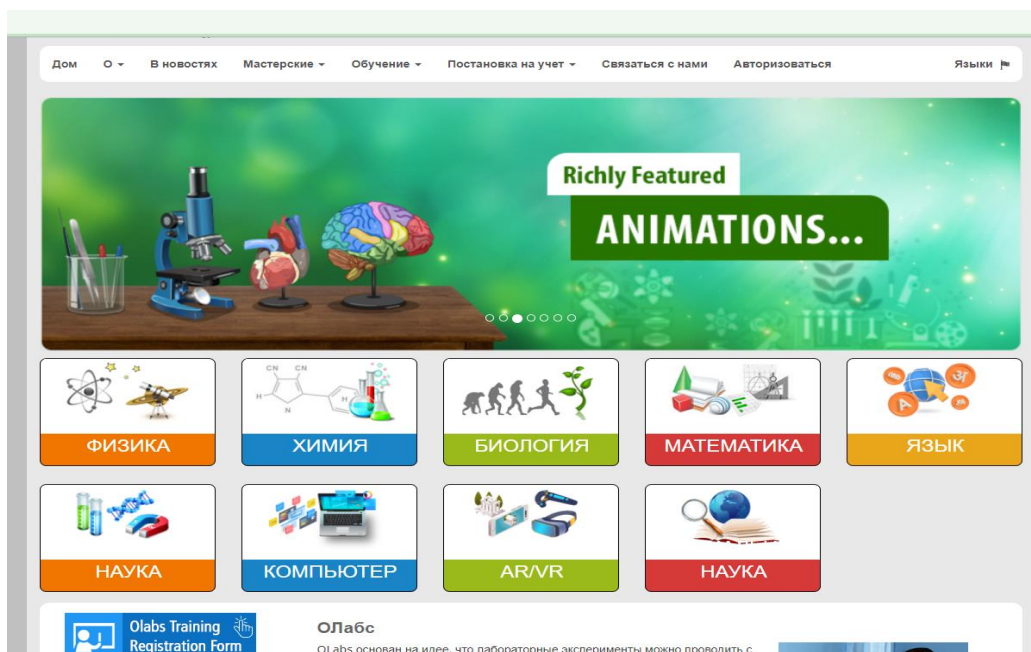 Дом О В новостях Мастерские Обучение Постановка на учет Связаться с нами Авторизоваться Языки
Richly Featured
ANIMATIONS...
CN CN
H
H
N
ФИЗИКА ХИМИЯ БИОЛОГИЯ МАТЕМАТИКА ЯЗЫК
A अ
НАУКА КОМПЬЮТЕР AR/VR НАУКА
Olabs Training
Registration Form
ОЛабс
OLabs основан на идее, что лабораторные эксперименты можно проводить с